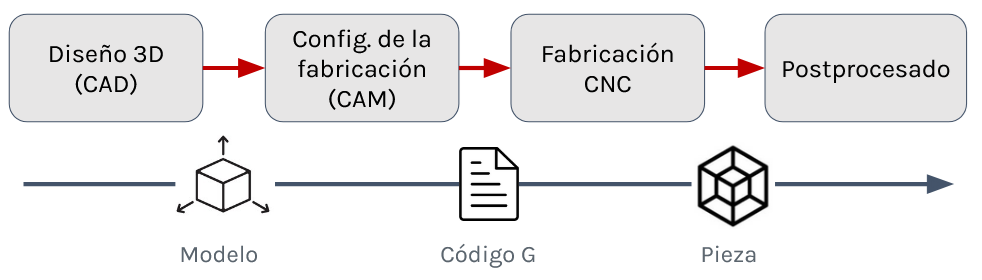 Diseño 3D
(CAD)
Config. de la
fabricación
(CAM)
Fabricación
CNC
Postprocesado
Modelo
Código G
Pieza